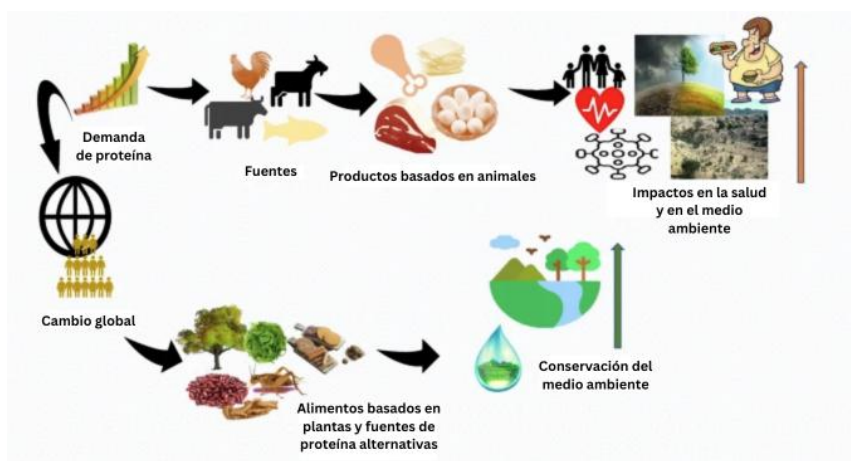 Demanda
de proteína
Fuentes
Productos basados en animales
Impactos en la salud
y en el medio
ambiente
Cambio global
Alimentos basados en
plantas y fuentes de
proteína alternativas
Conservación del
medio ambiente